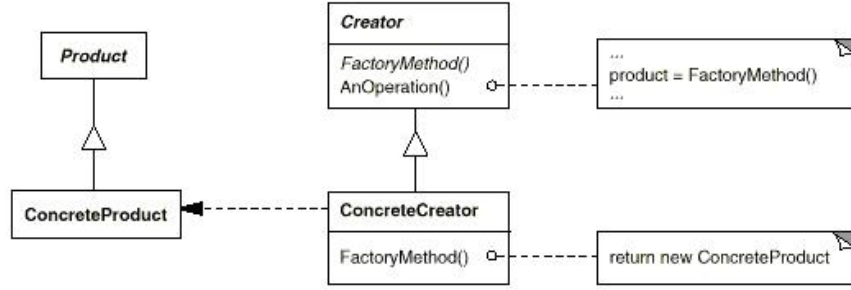 Product
ConcreteProduct
Creator
FactoryMethod()
AnOperation()
...
product = FactoryMethod()
...
ConcreteCreator
FactoryMethod()
return new ConcreteProduct